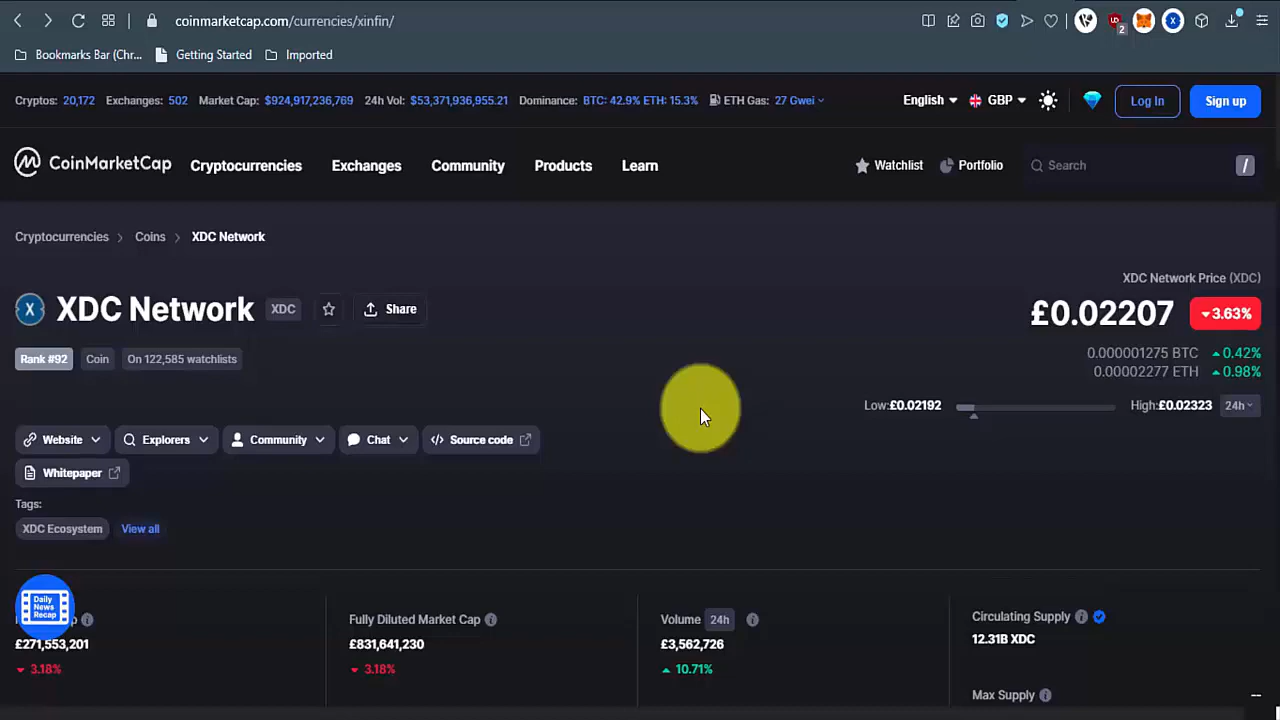 coinmarketcap.com/currencies/xinfin/
2
Bookmarks Bar (Chr... Getting Started Imported
Cryptos: 20,172 Exchanges: 502 Market Cap: $924,917,236,769 24h Vol: $53,371,936,955.21 Dominance: BTC: 42.9% ETH: 15.3% ETH Gas: 27 Gwei English GBP Log In Sign up
CoinMarketCap Cryptocurrencies Exchanges Community Products Learn Watchlist Portfolio Search /
Cryptocurrencies > Coins > XDC Network
XDC Network Price (XDC)
XDC Network XDC Share £0.02207 3.63%
Rank #92 Coin On 122,585 watchlists 0.000001275 BTC 0.42%
0.00002277 ETH 0.98%
Low:£0.02192 High:£0.02323 24h
Website Explorers Community Chat Source code
Whitepaper
Tags:
XDC Ecosystem View all
Daily
News
Recap
Fully Diluted Market Cap Volume 24h Circulating Supply
£271,553,201 £831,641,230 £3,562,726 12.31B XDC
3.18% 3.18% 10.71%
Max Supply --